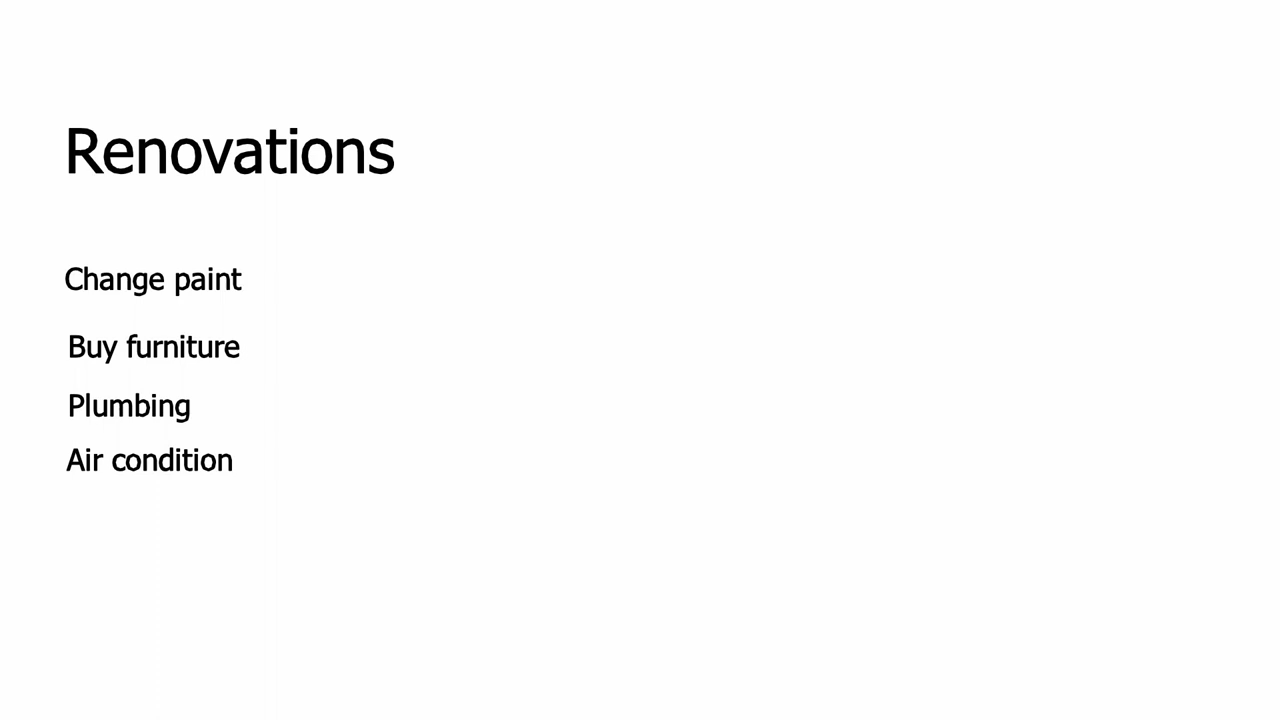 Renovations
Change paint
Buy furniture
Plumbing
Air condition